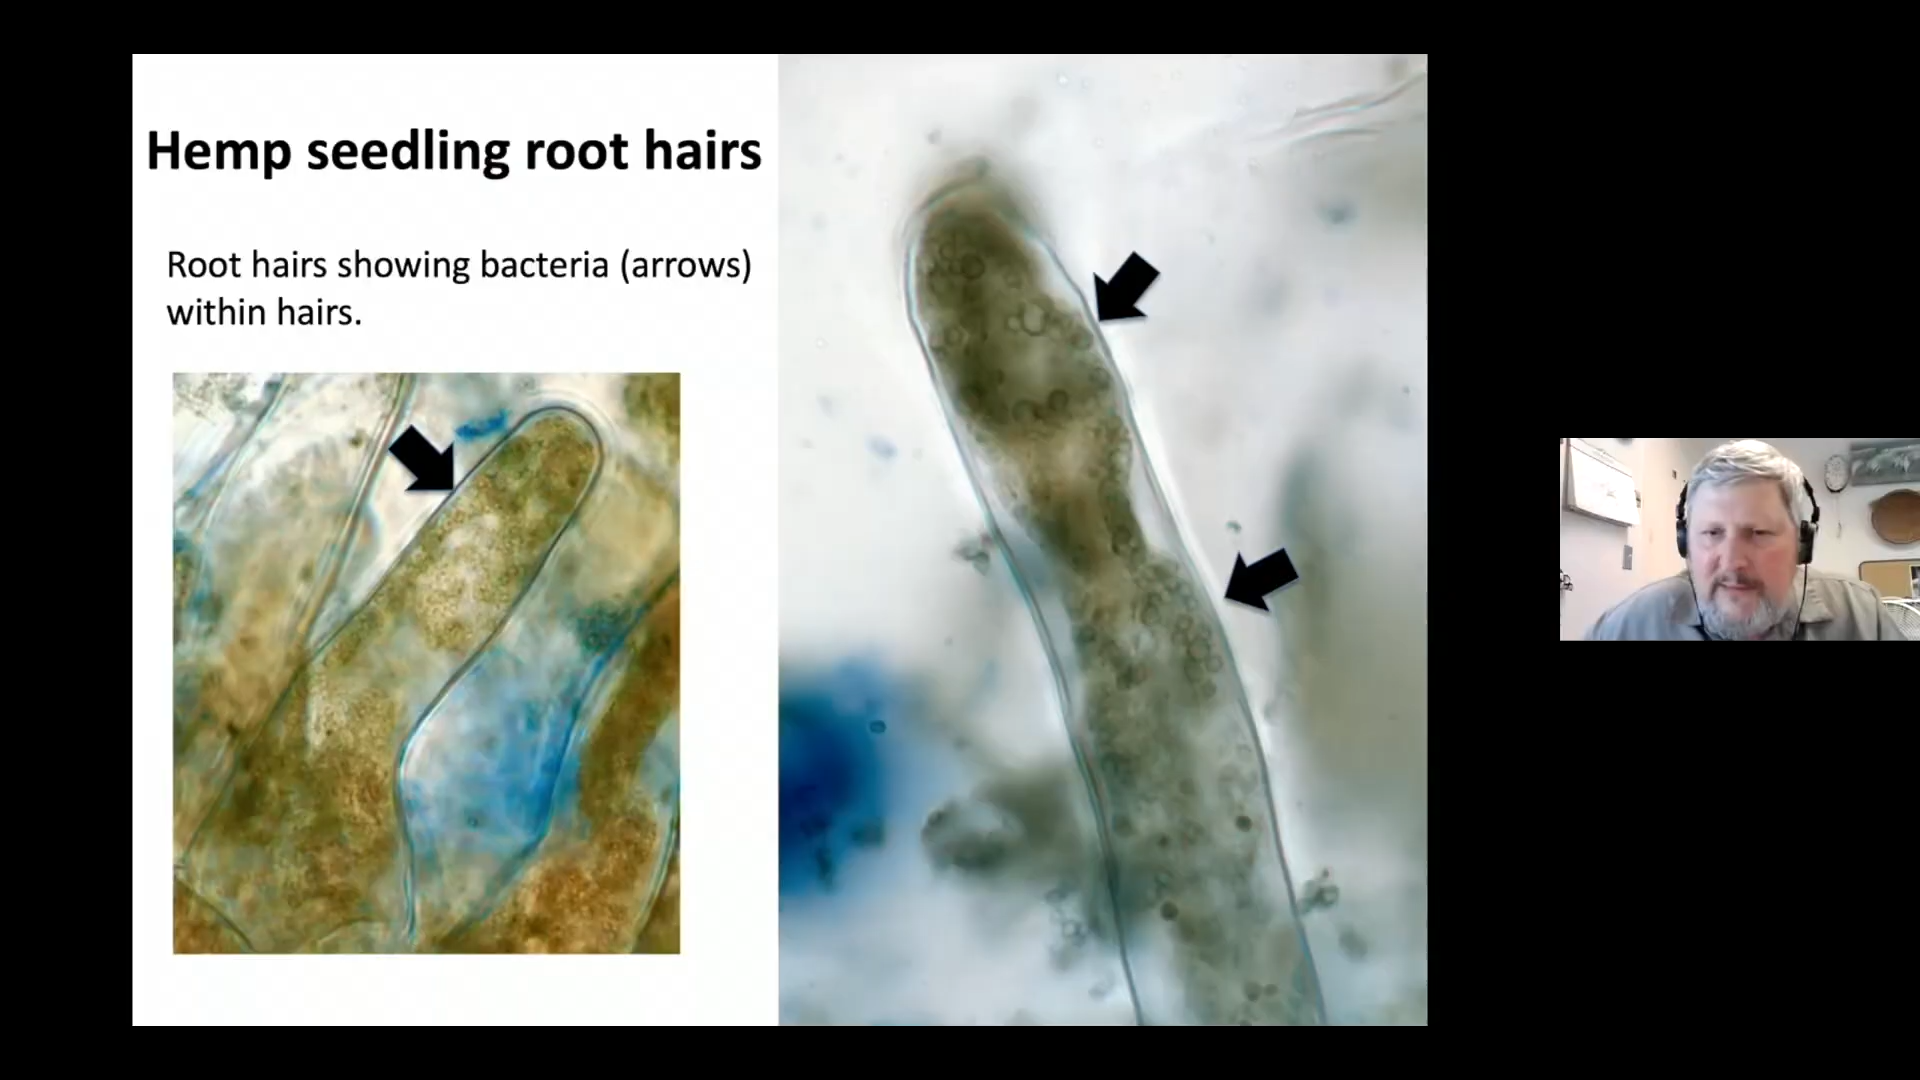 Hemp seedling root hairs
Root hairs showing bacteria (arrows)
within hairs.